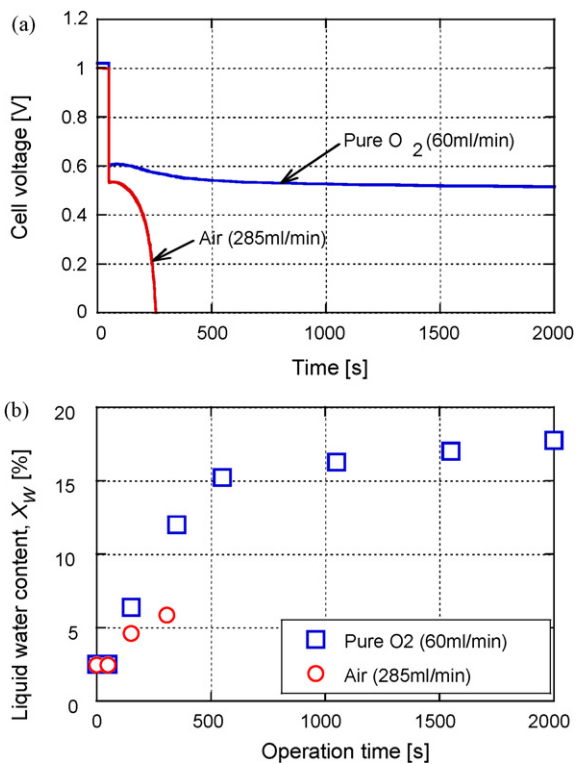 (a)
1.2
1
0.8
0.6
0.4
0.2
0
Cell voltage [V]
Pure O 2 (60ml/min)
Air (285ml/min)
0 500 1000 1500 2000
Time [s]
(b)
20
15
10
5
0
Liquid water content, XW [%]
Pure O2 (60ml/min)
Air (285ml/min)
0 500 1000 1500 2000
Operation time [s]